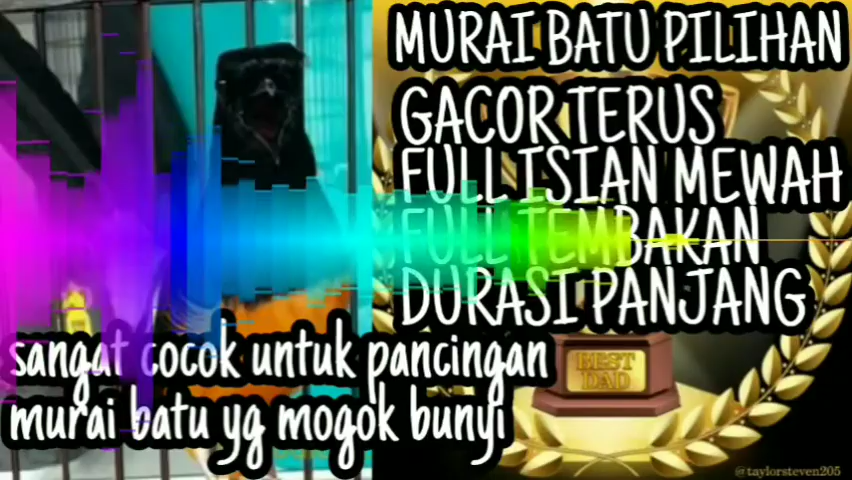 MURAI BATU PILIHAN
GACOR TERUS
FULL ISIAN MEWAH
FULL TEMBAKAN
DURASI PANJANG
sangat cocok untuk pancingan
murai batu yg mogok bunyi
BEST
DAD
@taylorsteven205